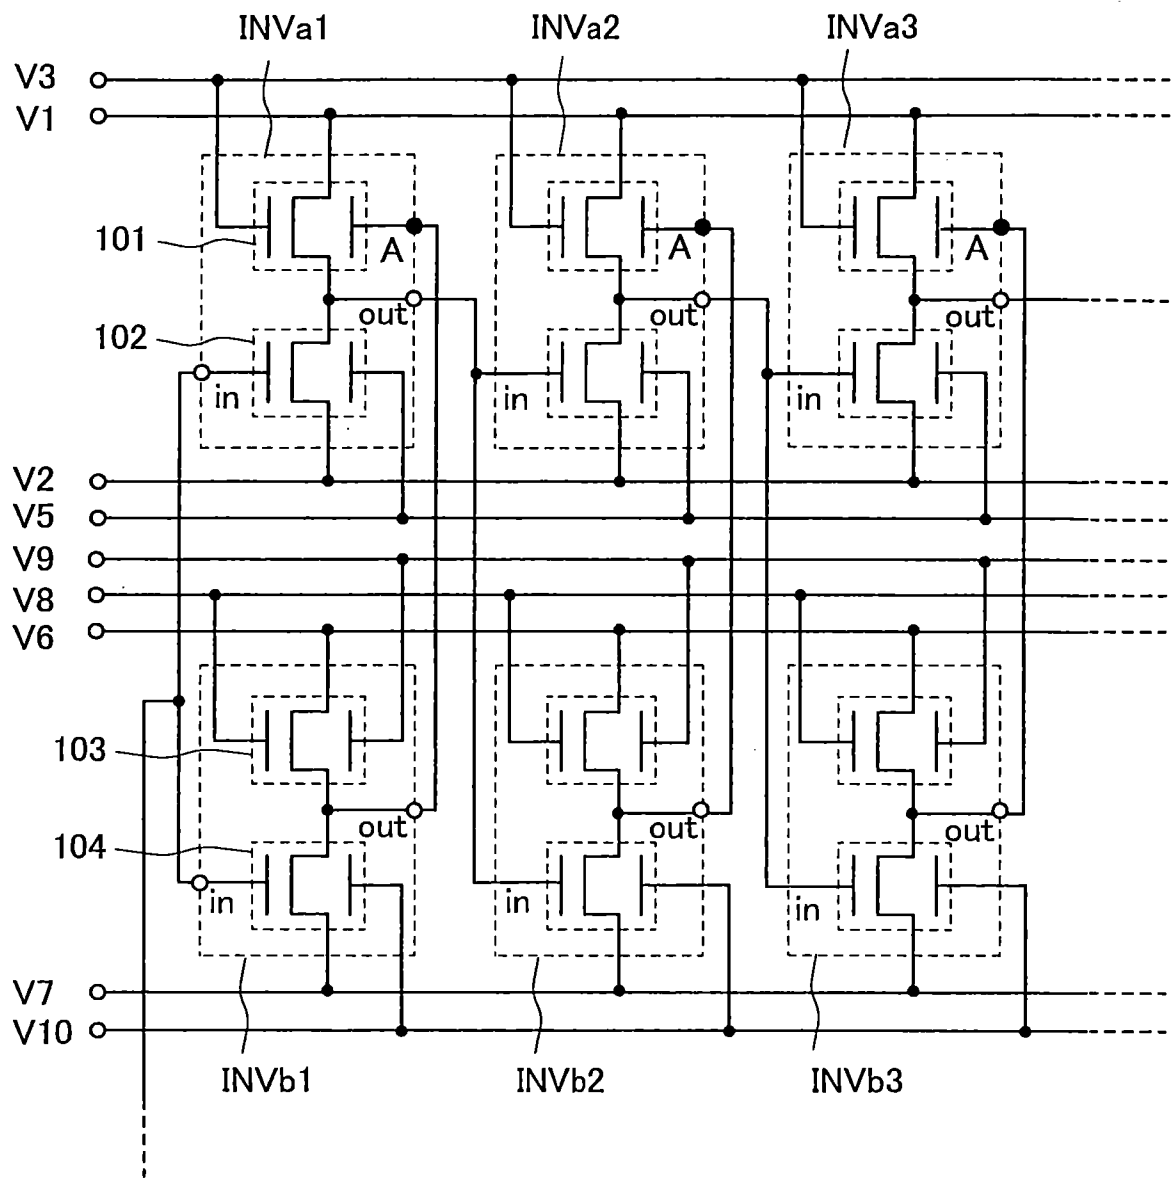 INVa1 INVa2 INVa3
V3
V1
101 A A A
out out out
102
in in in
V2
V5
V9
V8
V6
103
out out out
104
in in in
V7
V10
INVb1 INVb2 INVb3